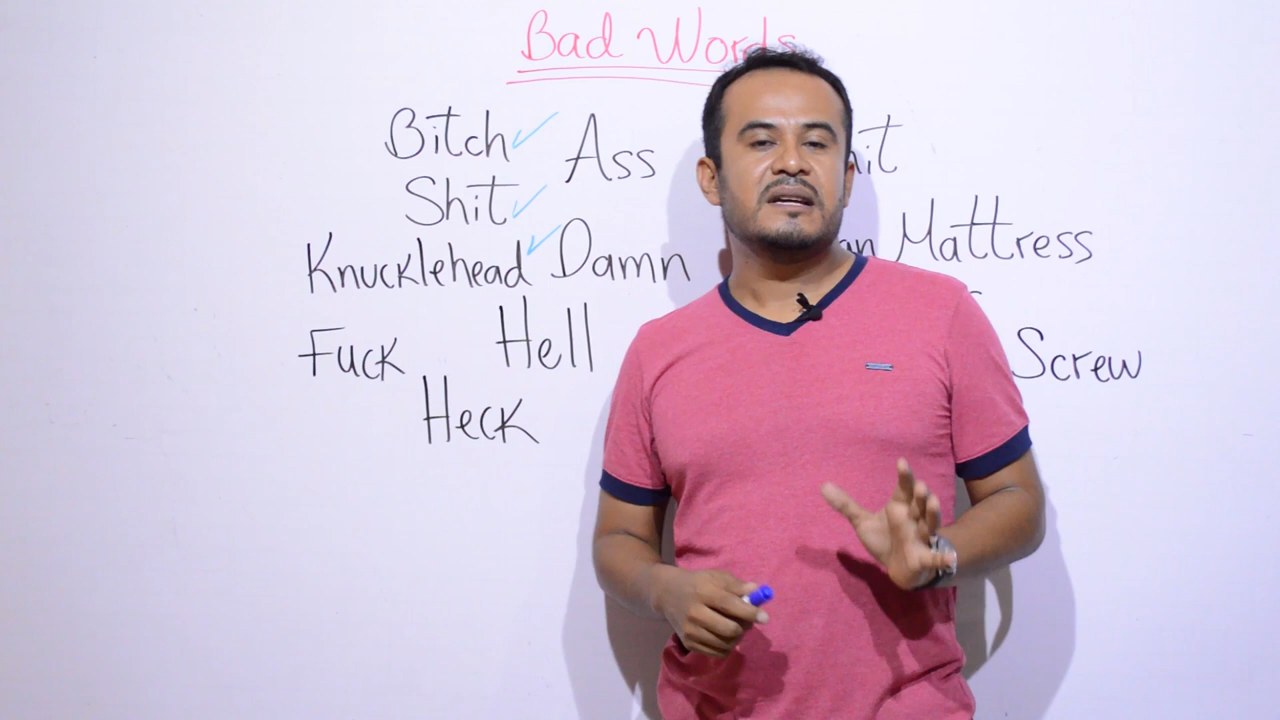 Bad Words
Bitch Ass
Shit
Knucklehead Damn Mattress
Fuck Hell Screw
Heck